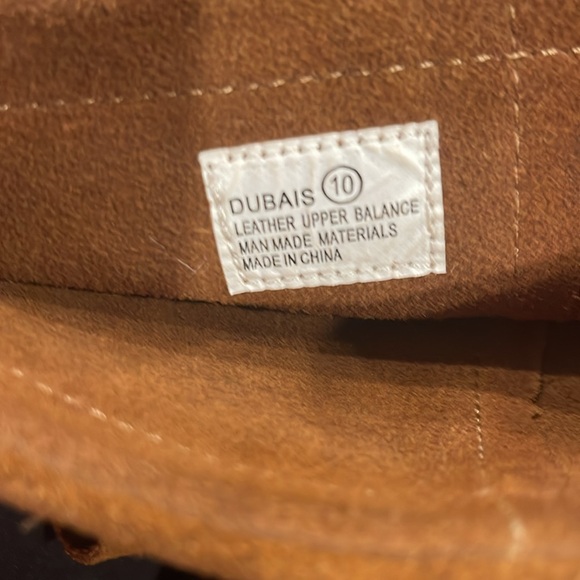 DUBAIS 10
LEATHER UPPER BALANCE
MAN MADE MATERIALS
MADE IN CHINA